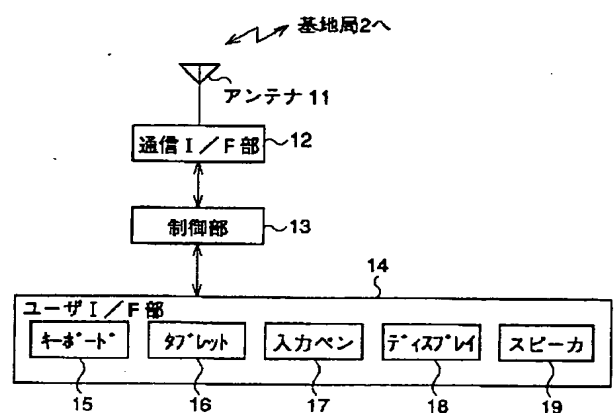 基地局2へ
アンテナ 11
通信I／F部 12
制御部 13
14
ユーザI／F部
ｷｰﾎﾞｰﾄﾞ ﾀﾌﾞﾚｯﾄ 入力ペン ﾃﾞｨｽﾌﾟﾚｲ スピーカ
15 16 17 18 19